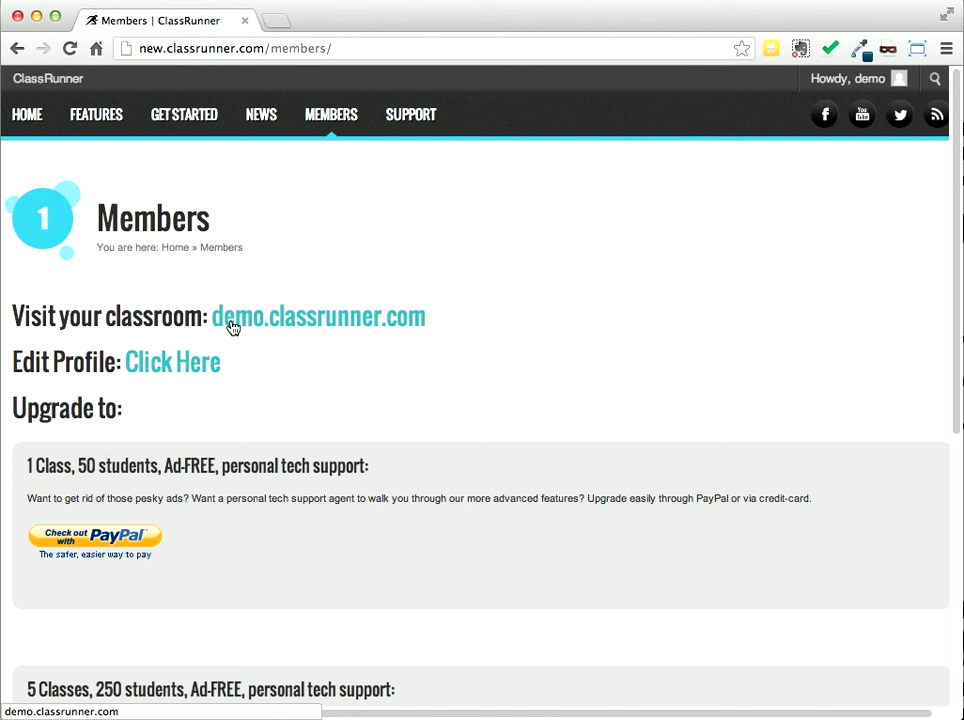 Members | ClassRunner
new.classrunner.com/members/
ClassRunner
Howdy, demo
HOME FEATURES GET STARTED NEWS MEMBERS SUPPORT
f You Tube
1
Members
You are here: Home » Members
Visit your classroom: demo.classrunner.com
Edit Profile: Click Here
Upgrade to:
1 Class, 50 students, Ad-FREE, personal tech support:
Want to get rid of those pesky ads? Want a personal tech support agent to walk you through our more advanced features? Upgrade easily through PayPal or via credit-card.
Check out with PayPal
The safer, easier way to pay
5 Classes, 250 students, Ad-FREE, personal tech support:
demo.classrunner.com